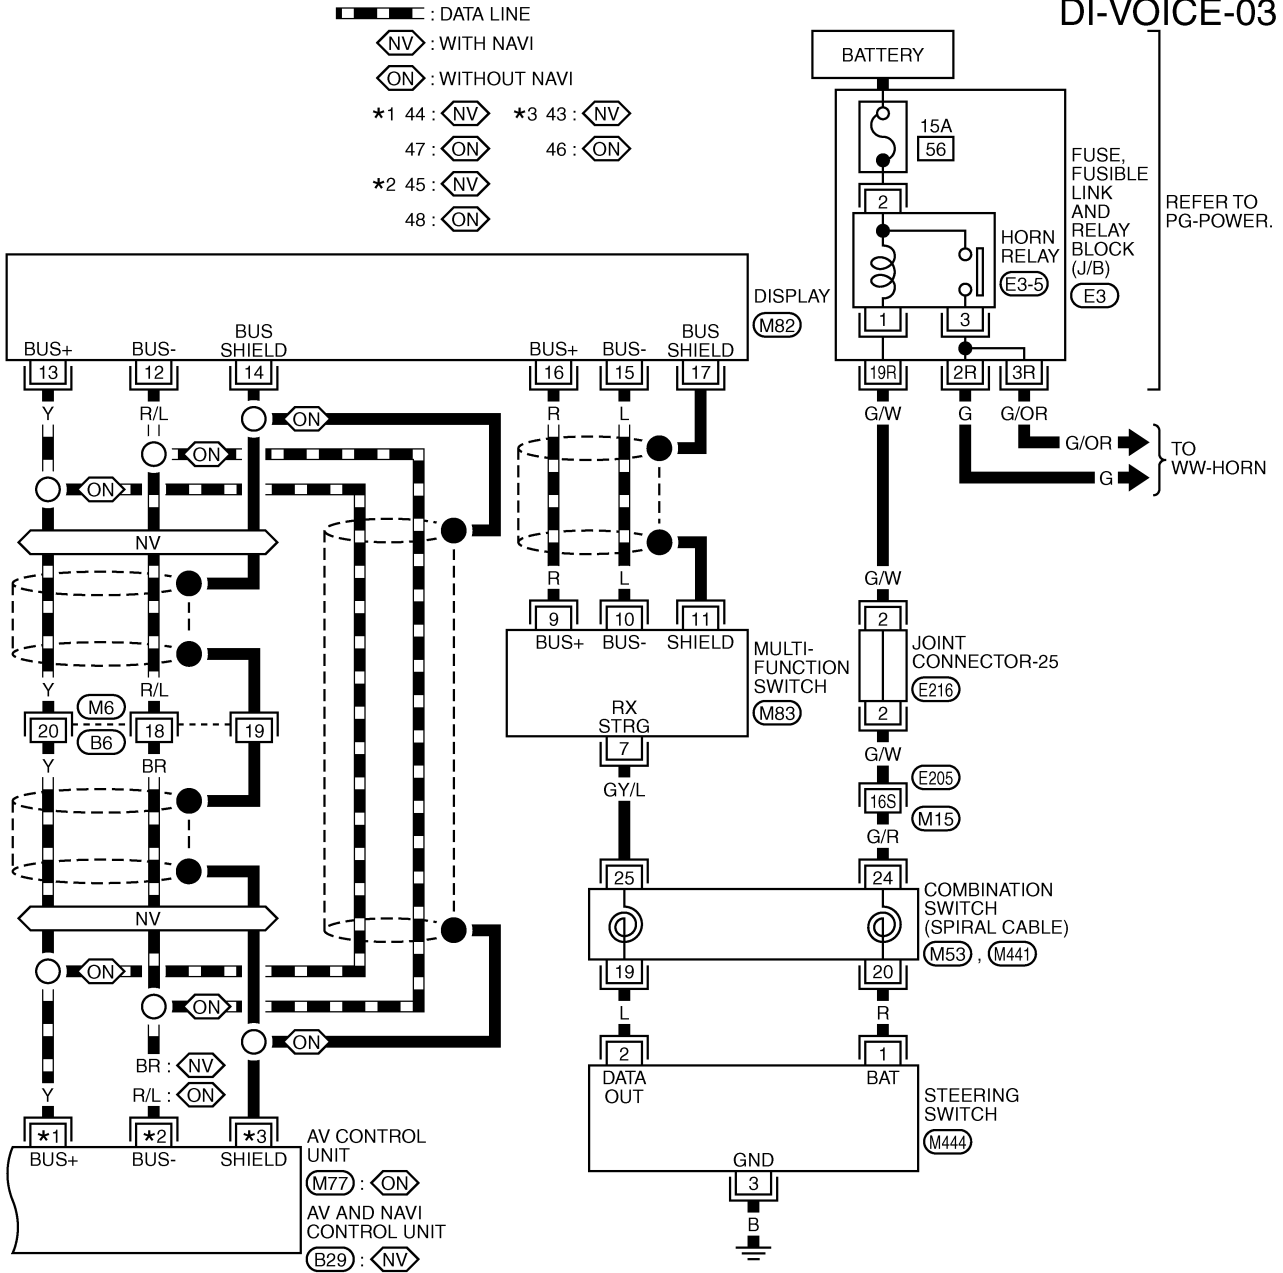 DI-VOICE-03
: DATA LINE
NV : WITH NAVI
ON : WITHOUT NAVI
*1 44 : NV *3 43 : NV
47 : ON 46 : ON
*2 45 : NV
48 : ON
BATTERY
15A
56
2
HORN
RELAY
E3-5
1 3
FUSE,
FUSIBLE
LINK
AND
RELAY
BLOCK
(J/B)
E3
REFER TO
PG-POWER.
19R 2R 3R
G/W G G/OR
G/OR
G
TO
WW-HORN
DISPLAY
M82
BUS+ BUS- BUS
SHIELD
BUS+ BUS- BUS
SHIELD
13 12 14 16 15 17
Y R/L R L
ON
ON
ON
NV
R L
9 10 11
BUS+ BUS- SHIELD
MULTI-
FUNCTION
SWITCH
M83
RX
STRG
7
GY/L
G/W
2
JOINT
CONNECTOR-25
E216
2
G/W
E205
16S
M15
G/R
Y R/L
M6
20 18 19
B6
Y BR
NV
ON
ON
ON
BR : NV
Y R/L : ON
*1 *2 *3
BUS+ BUS- SHIELD
AV CONTROL
UNIT
M77 : ON
AV AND NAVI
CONTROL UNIT
B29 : NV
25 24
COMBINATION
SWITCH
(SPIRAL CABLE)
M53 , M441
19 20
L R
2 1
DATA
OUT
BAT
STEERING
SWITCH
M444
GND
3
B